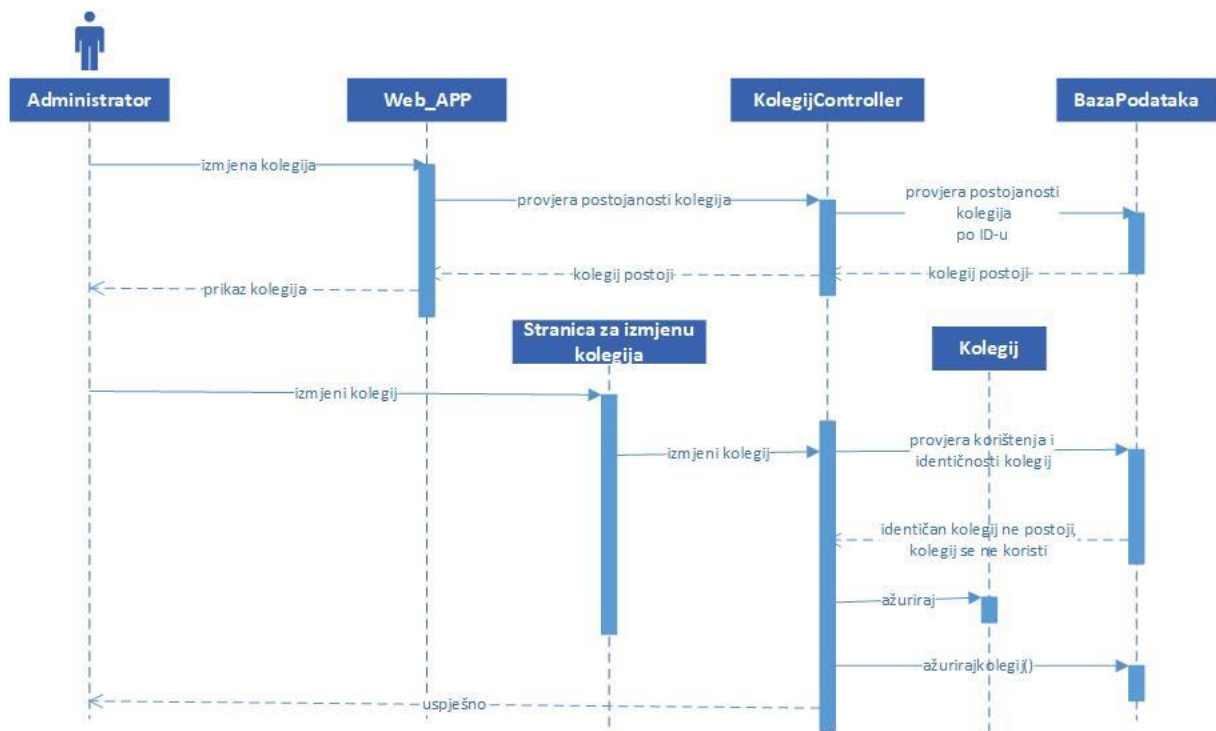 Administrator
Web_APP
KolegijController
BazaPodataka
izmjena kolegija
provjera postojanosti kolegija
provjera postojanosti
kolegija
po ID-u
kolegij postoji
kolegij postoji
prikaz kolegija
Stranica za izmjenu
kolegija
Kolegij
izmjeni kolegij
izmjeni kolegij
provjera korištenja i
identičnosti kolegij
identičan kolegij ne postoji,
kolegij se ne koristi
ažuriraj
ažurirajkolegij()
uspješno